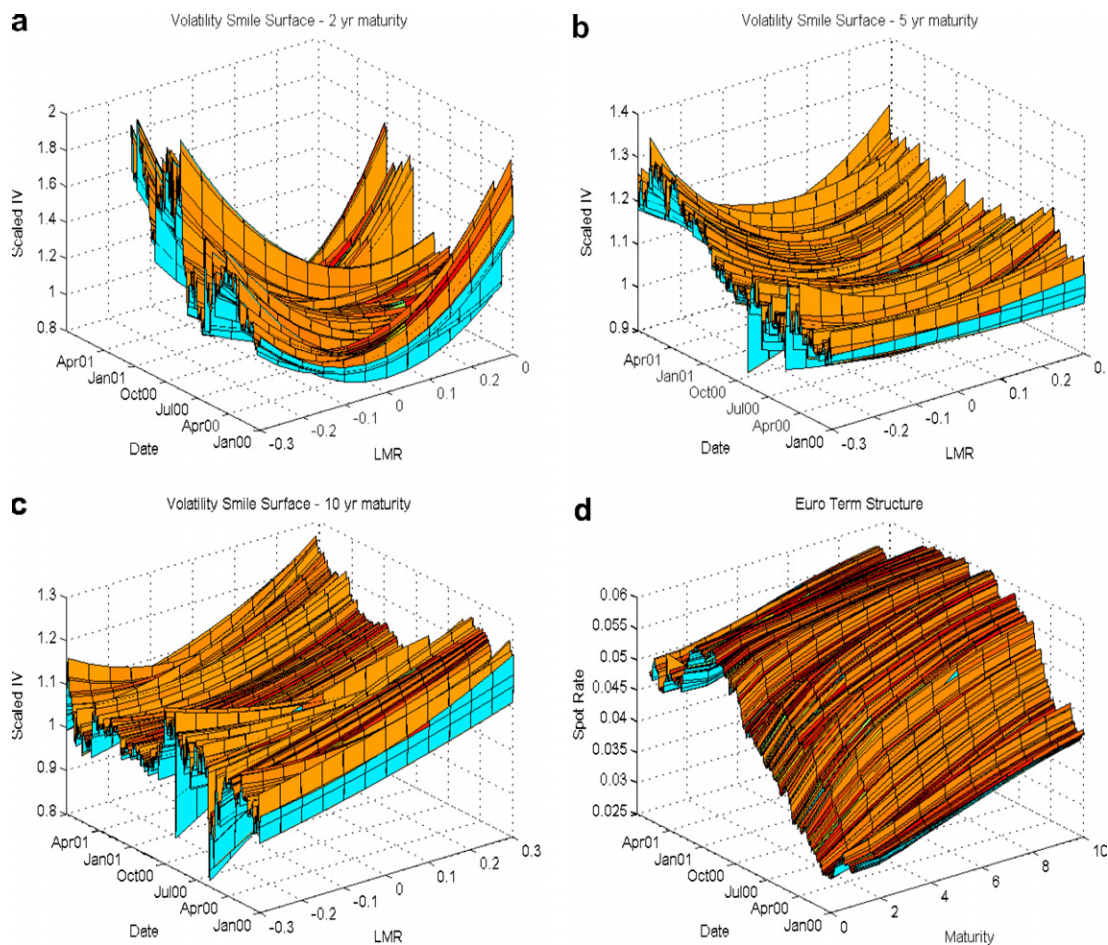 a
Volatility Smile Surface - 2 yr maturity
2
1.8
1.6
1.4
1.2
1
0.8
Scaled IV
Apr01
Jan01
Oct00
Jul00
Apr00
Jan00
Date
-0.3
-0.2
-0.1
0
0.1
0.2
0
LMR
b
Volatility Smile Surface - 5 yr maturity
1.4
1.3
1.2
1.1
1
0.9
Scaled IV
Apr01
Jan01
Oct00
Jul00
Apr00
Jan00
Date
-0.3
-0.2
-0.1
0
0.1
0.2
0.
LMR
c
Volatility Smile Surface - 10 yr maturity
1.3
1.2
1.1
1
0.9
0.8
Scaled IV
Apr01
Jan01
Oct00
Jul00
Apr00
Jan00
Date
-0.3
-0.2
-0.1
0
0.1
0.2
0.3
LMR
d
Euro Term Structure
0.06
0.055
0.05
0.045
0.04
0.035
0.03
0.025
Spot Rate
Apr01
Jan01
Oct00
Jul00
Apr00
Jan00
Date
0
2
4
6
8
10
Maturity